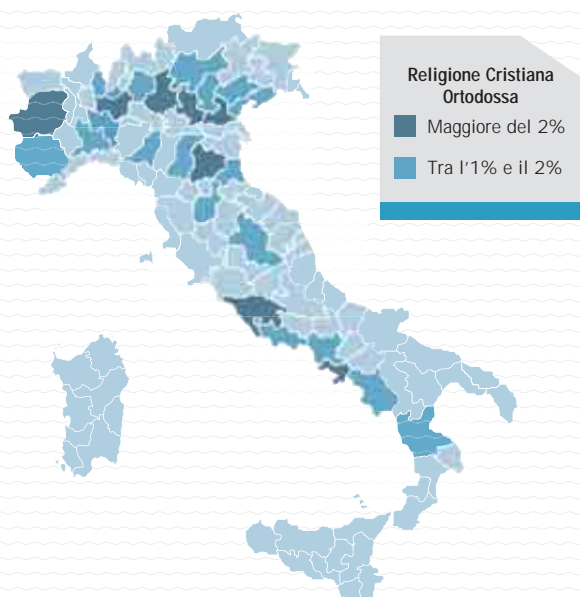 Religione Cristiana
Ortodossa
Maggiore del 2%
Tra l'1% e il 2%